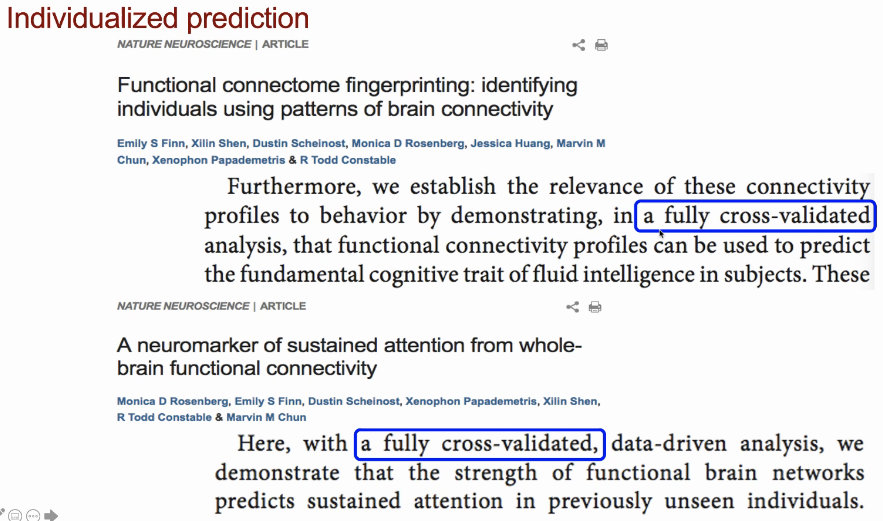 Individualized prediction
NATURE NEUROSCIENCE | ARTICLE
Functional connectome fingerprinting: identifying
individuals using patterns of brain connectivity
Emily S Finn, Xilin Shen, Dustin Scheinost, Monica D Rosenberg, Jessica Huang, Marvin M
Chun, Xenophon Papademetris & R Todd Constable
Furthermore, we establish the relevance of these connectivity
profiles to behavior by demonstrating, in a fully cross-validated
analysis, that functional connectivity profiles can be used to predict
the fundamental cognitive trait of fluid intelligence in subjects. These
NATURE NEUROSCIENCE | ARTICLE
A neuromarker of sustained attention from whole-
brain functional connectivity
Monica D Rosenberg, Emily S Finn, Dustin Scheinost, Xenophon Papademetris, Xilin Shen,
R Todd Constable & Marvin M Chun
Here, with a fully cross-validated, data-driven analysis, we
demonstrate that the strength of functional brain networks
predicts sustained attention in previously unseen individuals.